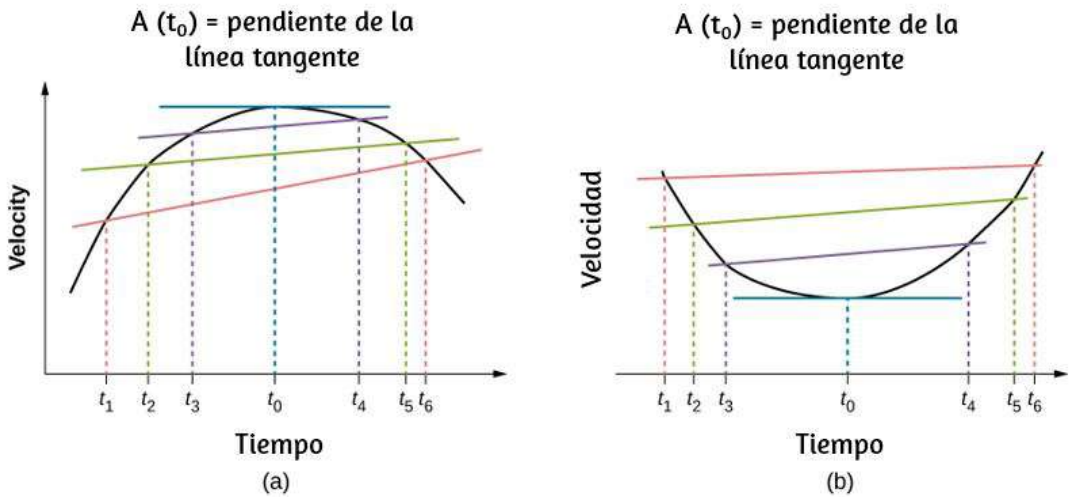 A (t₀) = pendiente de la
línea tangente
Velocity
t₁ t₂ t₃ t₀ t₄ t₅ t₆
Tiempo
(a)
A (t₀) = pendiente de la
línea tangente
Velocidad
t₁ t₂ t₃ t₀ t₄ t₅ t₆
Tiempo
(b)